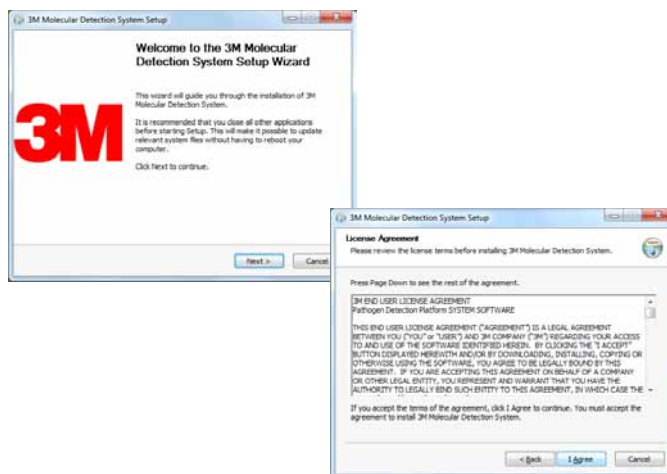 3M Molecular Detection System Setup
Welcome to the 3M Molecular
Detection System Setup Wizard
This wizard will guide you through the installation of 3M
Molecular Detection System.
It is recommended that you close all other applications
before starting Setup. This will make it possible to update
relevant system files without having to reboot your
computer.
Click Next to continue.
3M
Next >
Cancel
3M Molecular Detection System Setup
License Agreement
Please review the license terms before installing 3M Molecular Detection System.
Press Page Down to see the rest of the agreement.
3M END USER LICENSE AGREEMENT
Pathogen Detection Platform SYSTEM SOFTWARE
THIS END USER LICENSE AGREEMENT ("AGREEMENT") IS A LEGAL AGREEMENT
BETWEEN YOU ("YOU" or "USER") AND 3M COMPANY ("3M") REGARDING YOUR ACCESS
TO AND USE OF THE SOFTWARE IDENTIFIED HEREIN. BY CLICKING THE "I ACCEPT"
BUTTON DISPLAYED HEREWITH AND/OR BY DOWNLOADING, INSTALLING, COPYING OR
OTHERWISE USING THE SOFTWARE, YOU AGREE TO BE LEGALLY BOUND BY THIS
AGREEMENT. IF YOU ARE ACCEPTING THIS AGREEMENT ON BEHALF OF A COMPANY
OR OTHER LEGAL ENTITY, YOU REPRESENT AND WARRANT THAT YOU HAVE THE
AUTHORITY TO LEGALLY BIND SUCH ENTITY TO THIS AGREEMENT, IN WHICH CASE THE
If you accept the terms of the agreement, click I Agree to continue. You must accept the
agreement to install 3M Molecular Detection System.
< Back
I Agree
Cancel